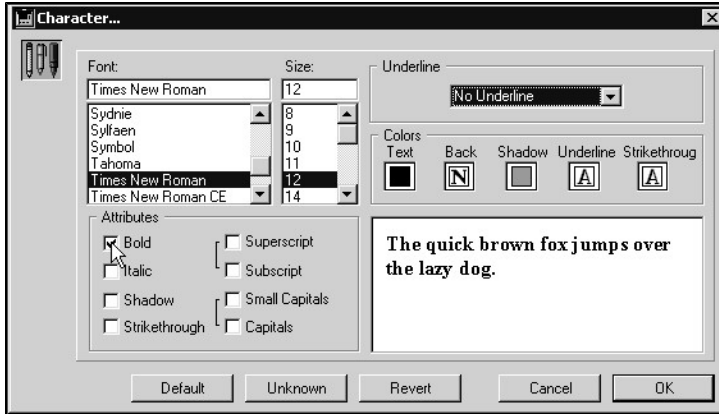 Character...
Font:
Times New Roman
Sydnie
Sylfaen
Symbol
Tahoma
Times New Roman
Times New Roman CE
Size:
12
8
9
10
11
12
14
Underline
No Underline
Colors
Text Back Shadow Underline Strikethroug
N A A
Attributes
Bold
Italic
Shadow
Strikethrough
Superscript
Subscript
Small Capitals
Capitals
The quick brown fox jumps over
the lazy dog.
Default Unknown Revert Cancel OK